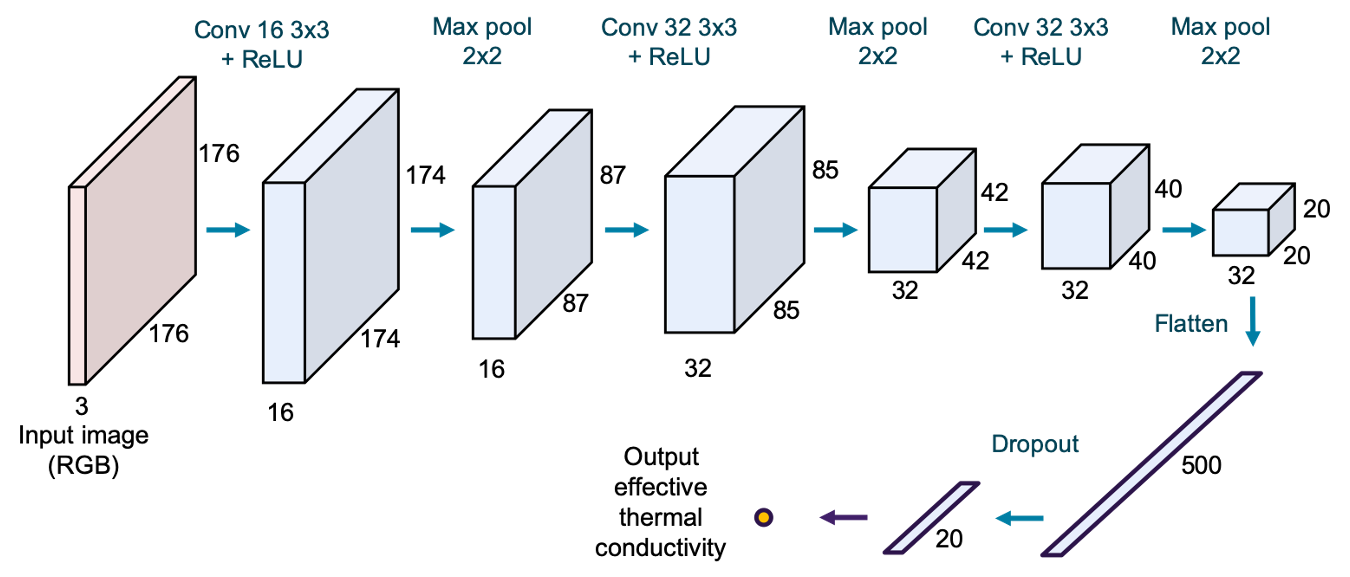 Conv 16 3x3
+ ReLU
Max pool
2x2
Conv 32 3x3
+ ReLU
Max pool
2x2
Conv 32 3x3
+ ReLU
Max pool
2x2
176
176
3
Input image
(RGB)
174
174
16
87
87
16
85
85
32
42
42
32
40
40
32
20
20
32
Flatten
500
Dropout
20
Output
effective
thermal
conductivity